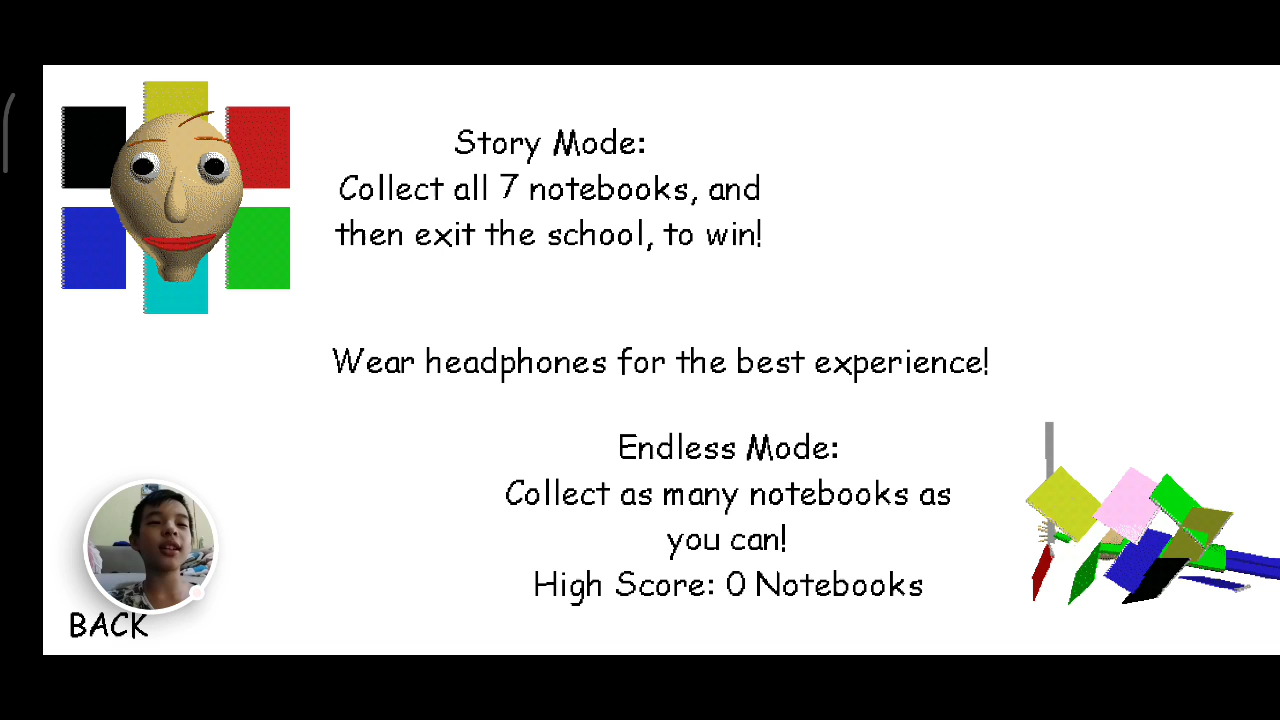 Story Mode:
Collect all 7 notebooks, and
then exit the school, to win!
Wear headphones for the best experience!
Endless Mode:
Collect as many notebooks as
you can!
High Score: 0 Notebooks
BACK